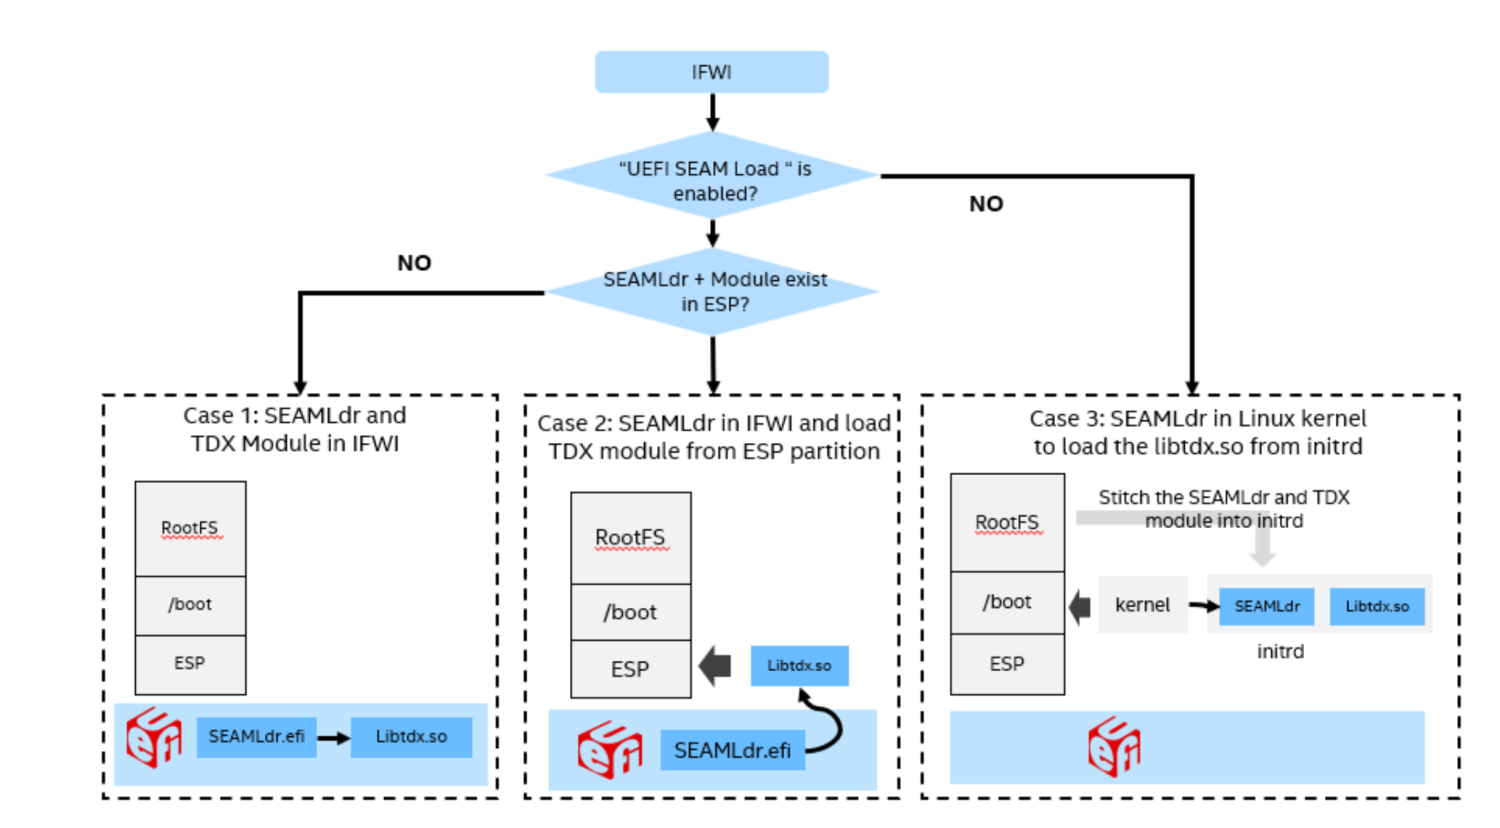 IFWI
“UEFI SEAM Load “ is
enabled?
NO
NO
SEAMLdr + Module exist
in ESP?
Case 1: SEAMLdr and
TDX Module in IFWI
RootFS
/boot
ESP
UEFI
SEAMLdr.efi
Libtdx.so
Case 2: SEAMLdr in IFWI and load
TDX module from ESP partition
RootFS
/boot
ESP
Libtdx.so
UEFI
SEAMLdr.efi
Case 3: SEAMLdr in Linux kernel
to load the libtdx.so from initrd
Stitch the SEAMLdr and TDX
module into initrd
RootFS
/boot
ESP
kernel
SEAMLdr
Libtdx.so
initrd
UEFI